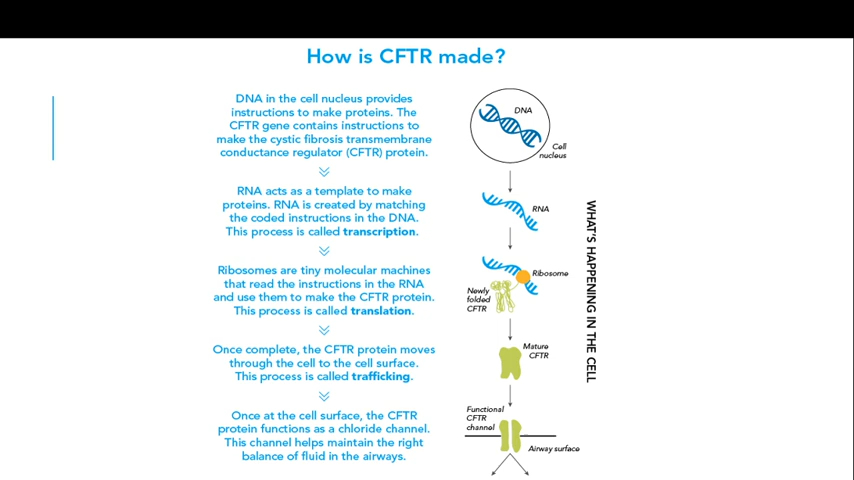 How is CFTR made?
DNA in the cell nucleus provides
instructions to make proteins. The
CFTR gene contains instructions to
make the cystic fibrosis transmembrane
conductance regulator (CFTR) protein.
RNA acts as a template to make
proteins. RNA is created by matching
the coded instructions in the DNA.
This process is called transcription.
Ribosomes are tiny molecular machines
that read the instructions in the RNA
and use them to make the CFTR protein.
This process is called translation.
Once complete, the CFTR protein moves
through the cell to the cell surface.
This process is called trafficking.
Once at the cell surface, the CFTR
protein functions as a chloride channel.
This channel helps maintain the right
balance of fluid in the airways.
DNA
Cell
nucleus
RNA
Ribosome
Newly
folded
CFTR
Mature
CFTR
Functional
CFTR
channel
Airway surface
WHAT'S HAPPENING IN THE CELL